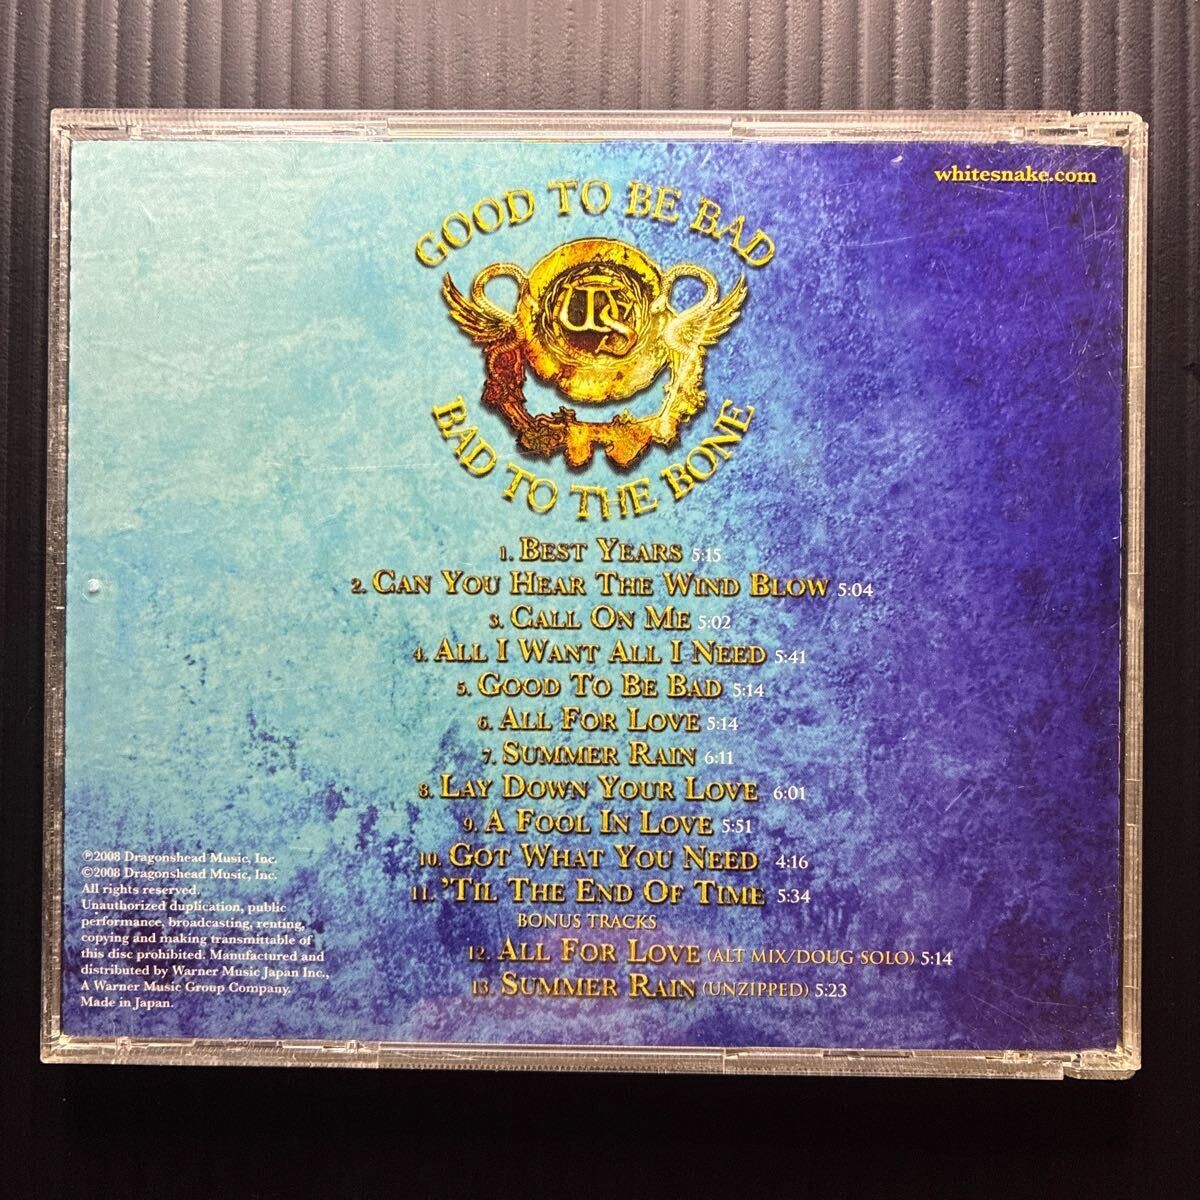 whitesnake.com
GOOD TO BE BAD
WS
BAD TO THE BONE
1. BEST YEARS 5:15
2. CAN YOU HEAR THE WIND BLOW 5:04
3. CALL ON ME 5:02
4. ALL I WANT ALL I NEED 5:41
5. GOOD TO BE BAD 5:14
6. ALL FOR LOVE 5:14
7. SUMMER RAIN 6:11
8. LAY DOWN YOUR LOVE 6:01
9. A FOOL IN LOVE 5:51
10. GOT WHAT YOU NEED 4:16
11. 'TIL THE END OF TIME 5:34
BONUS TRACKS
12. ALL FOR LOVE (ALT MIX/DOUG SOLO) 5:14
13. SUMMER RAIN (UNZIPPED) 5:23
℗2008 Dragonshead Music, Inc.
©2008 Dragonshead Music, Inc.
All rights reserved.
Unauthorized duplication, public
performance, broadcasting, renting,
copying and making transmittable of
this disc prohibited. Manufactured and
distributed by Warner Music Japan Inc.,
A Warner Music Group Company.
Made in Japan.